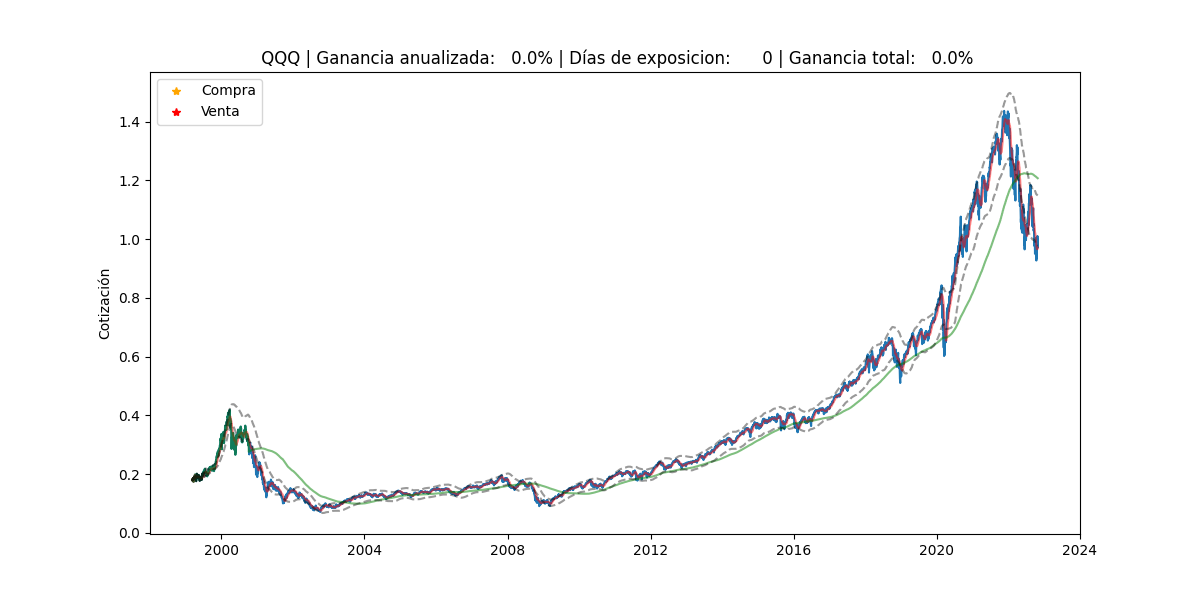 QQQ | Ganancia anualizada:   0.0% | Días de exposicion:      0 | Ganancia total:   0.0%
Compra
Venta
Cotización
1.4
1.2
1.0
0.8
0.6
0.4
0.2
0.0
2000 2004 2008 2012 2016 2020 2024